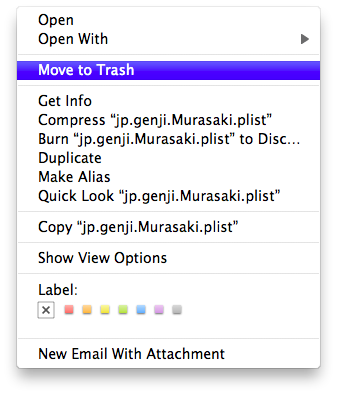 Open
Open With
Move to Trash
Get Info
Compress “jp.genji.Murasaki.plist”
Burn “jp.genji.Murasaki.plist” to Disc...
Duplicate
Make Alias
Quick Look “jp.genji.Murasaki.plist”
Copy “jp.genji.Murasaki.plist”
Show View Options
Label:
New Email With Attachment